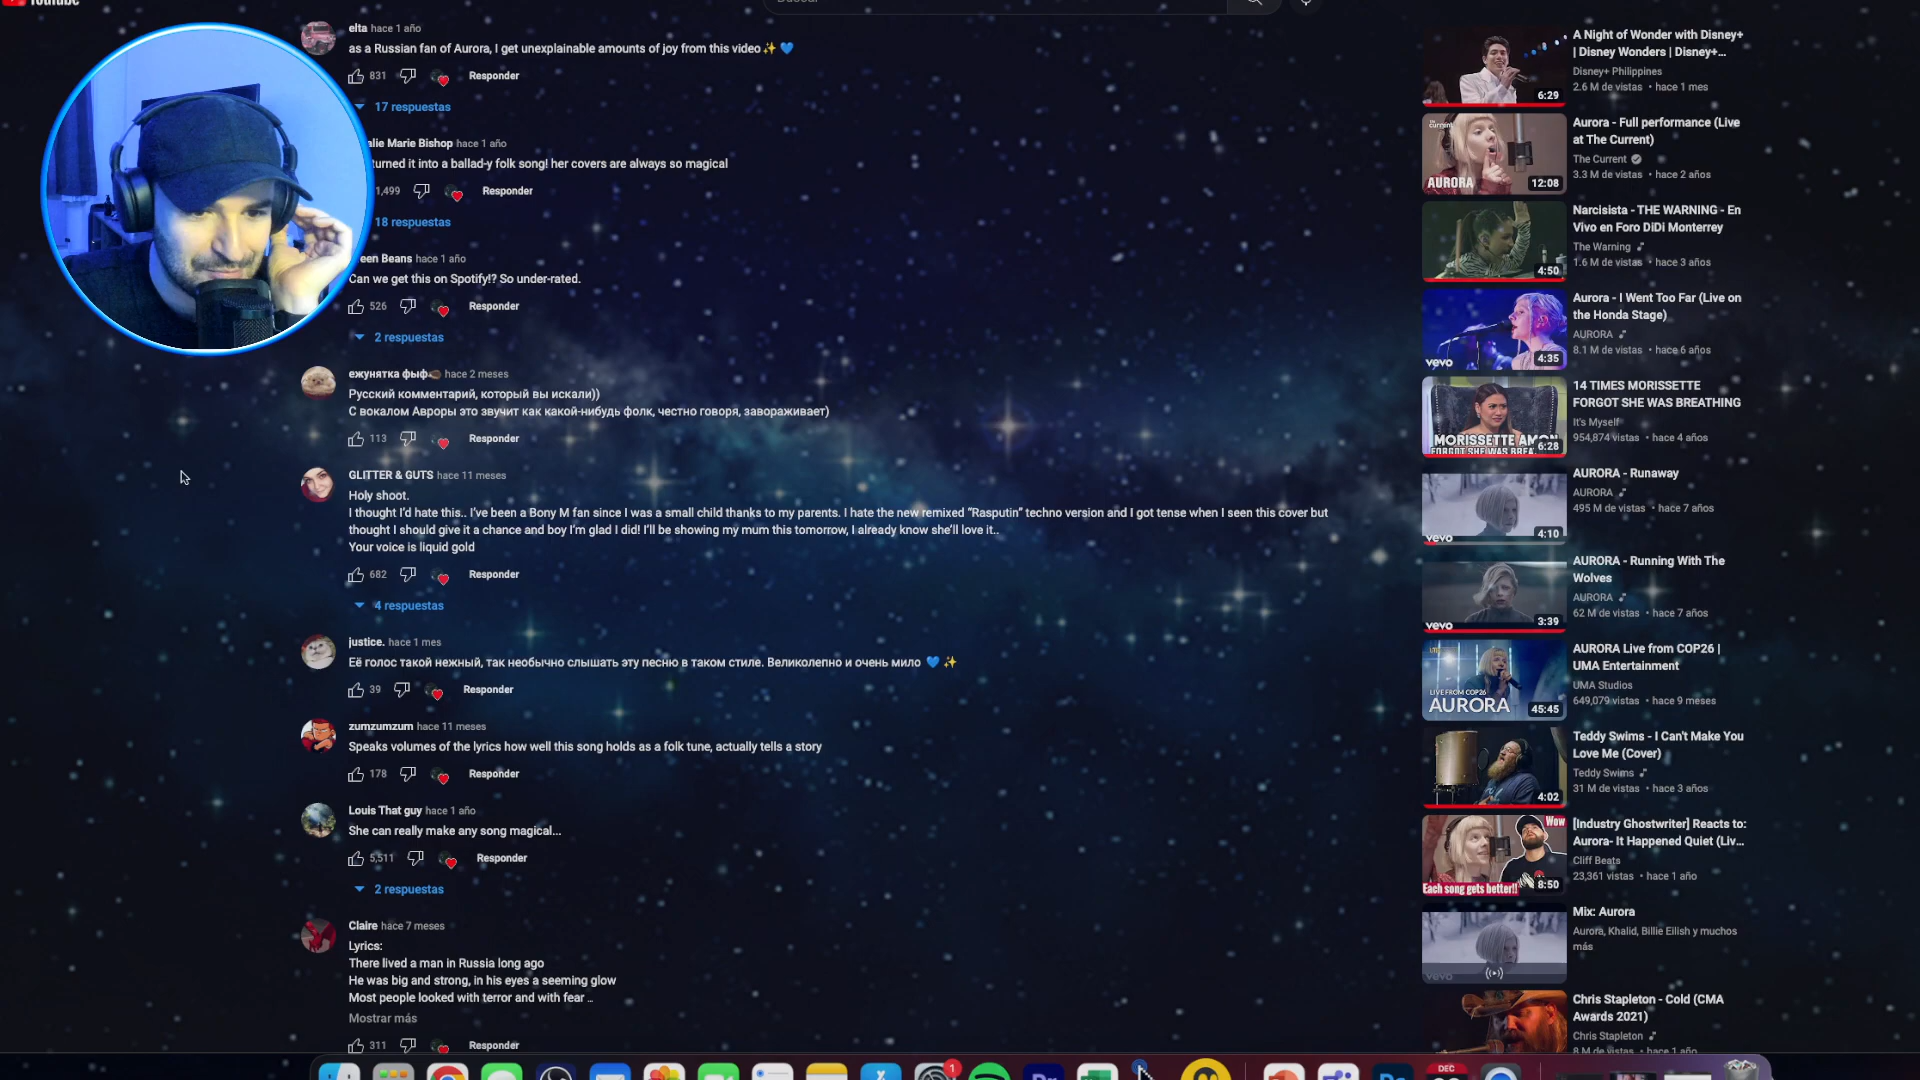 YouTube
Buscar
elta hace 1 año
as a Russian fan of Aurora, I get unexplainable amounts of joy from this video✨💙
831 Responder
17 respuestas
alie Marie Bishop hace 1 año
turned it into a ballad-y folk song! her covers are always so magical
1,499 Responder
18 respuestas
een Beans hace 1 año
Can we get this on Spotify!? So under-rated.
526 Responder
2 respuestas
ежунятка фыф hace 2 meses
Русский комментарий, который вы искали))
С вокалом Авроры это звучит как какой-нибудь фолк, честно говоря, завораживает)
113 Responder
GLITTER & GUTS hace 11 meses
Holy shoot.
I thought I'd hate this.. I've been a Bony M fan since I was a small child thanks to my parents. I hate the new remixed “Rasputin” techno version and I got tense when I seen this cover but
thought I should give it a chance and boy I'm glad I did! I'll be showing my mum this tomorrow, I already know she'll love it..
Your voice is liquid gold
682 Responder
4 respuestas
justice. hace 1 mes
Её голос такой нежный, так необычно слышать эту песню в таком стиле. Великолепно и очень мило 💙✨
39 Responder
zumzumzum hace 11 meses
Speaks volumes of the lyrics how well this song holds as a folk tune, actually tells a story
178 Responder
Louis That guy hace 1 año
She can really make any song magical...
5,511 Responder
2 respuestas
Claire hace 7 meses
Lyrics:
There lived a man in Russia long ago
He was big and strong, in his eyes a seeming glow
Most people looked with terror and with fear ..
Mostrar más
311 Responder
A Night of Wonder with Disney+
| Disney Wonders | Disney+...
Disney+ Philippines
2.6 M de vistas • hace 1 mes
6:29
Aurora - Full performance (Live
at The Current)
The Current
3.3 M de vistas • hace 2 años
AURORA
12:08
Narcisista - THE WARNING - En
Vivo en Foro DiDi Monterrey
The Warning
1.6 M de vistas • hace 3 años
4:50
Aurora - I Went Too Far (Live on
the Honda Stage)
AURORA
8.1 M de vistas • hace 6 años
vevo
4:35
14 TIMES MORISSETTE
FORGOT SHE WAS BREATHING
It's Myself
954,874 vistas • hace 4 años
MORISSETTE AMON
FORGOT SHE WAS BREA
6:28
AURORA - Runaway
AURORA
495 M de vistas • hace 7 años
vevo
4:10
AURORA - Running With The
Wolves
AURORA
62 M de vistas • hace 7 años
vevo
3:39
AURORA Live from COP26 |
UMA Entertainment
UMA Studios
649,079 vistas • hace 9 meses
LIVE FROM COP26
AURORA
45:45
Teddy Swims - I Can't Make You
Love Me (Cover)
Teddy Swims
31 M de vistas • hace 3 años
4:02
[Industry Ghostwriter] Reacts to:
Aurora- It Happened Quiet (Liv...
Cliff Beats
23,361 vistas • hace 1 año
Wow
Each song gets better!!
8:50
Mix: Aurora
Aurora, Khalid, Billie Eilish y muchos
más
vevo
Chris Stapleton - Cold (CMA
Awards 2021)
Chris Stapleton
8 M de vistas • hace 1 año
1
DEC